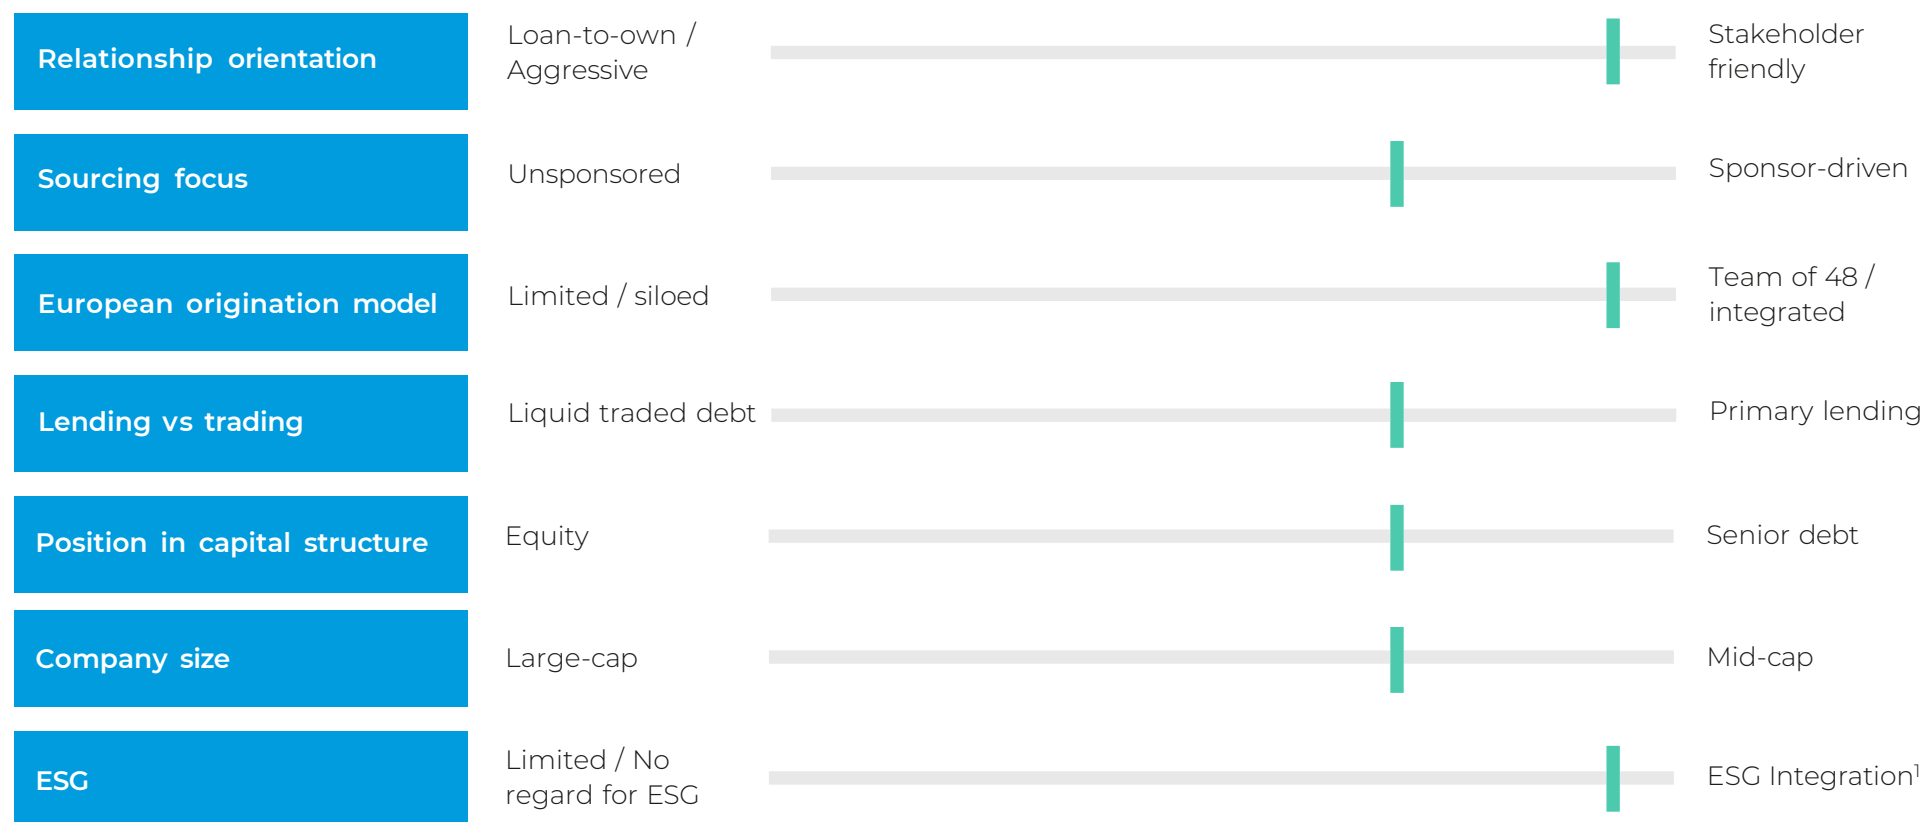 Relationship orientation
Loan-to-own /
Aggressive
Stakeholder
friendly
Sourcing focus
Unsponsored
Sponsor-driven
European origination model
Limited / siloed
Team of 48 /
integrated
Lending vs trading
Liquid traded debt
Primary lending
Position in capital structure
Equity
Senior debt
Company size
Large-cap
Mid-cap
ESG
Limited / No
regard for ESG
ESG Integration¹